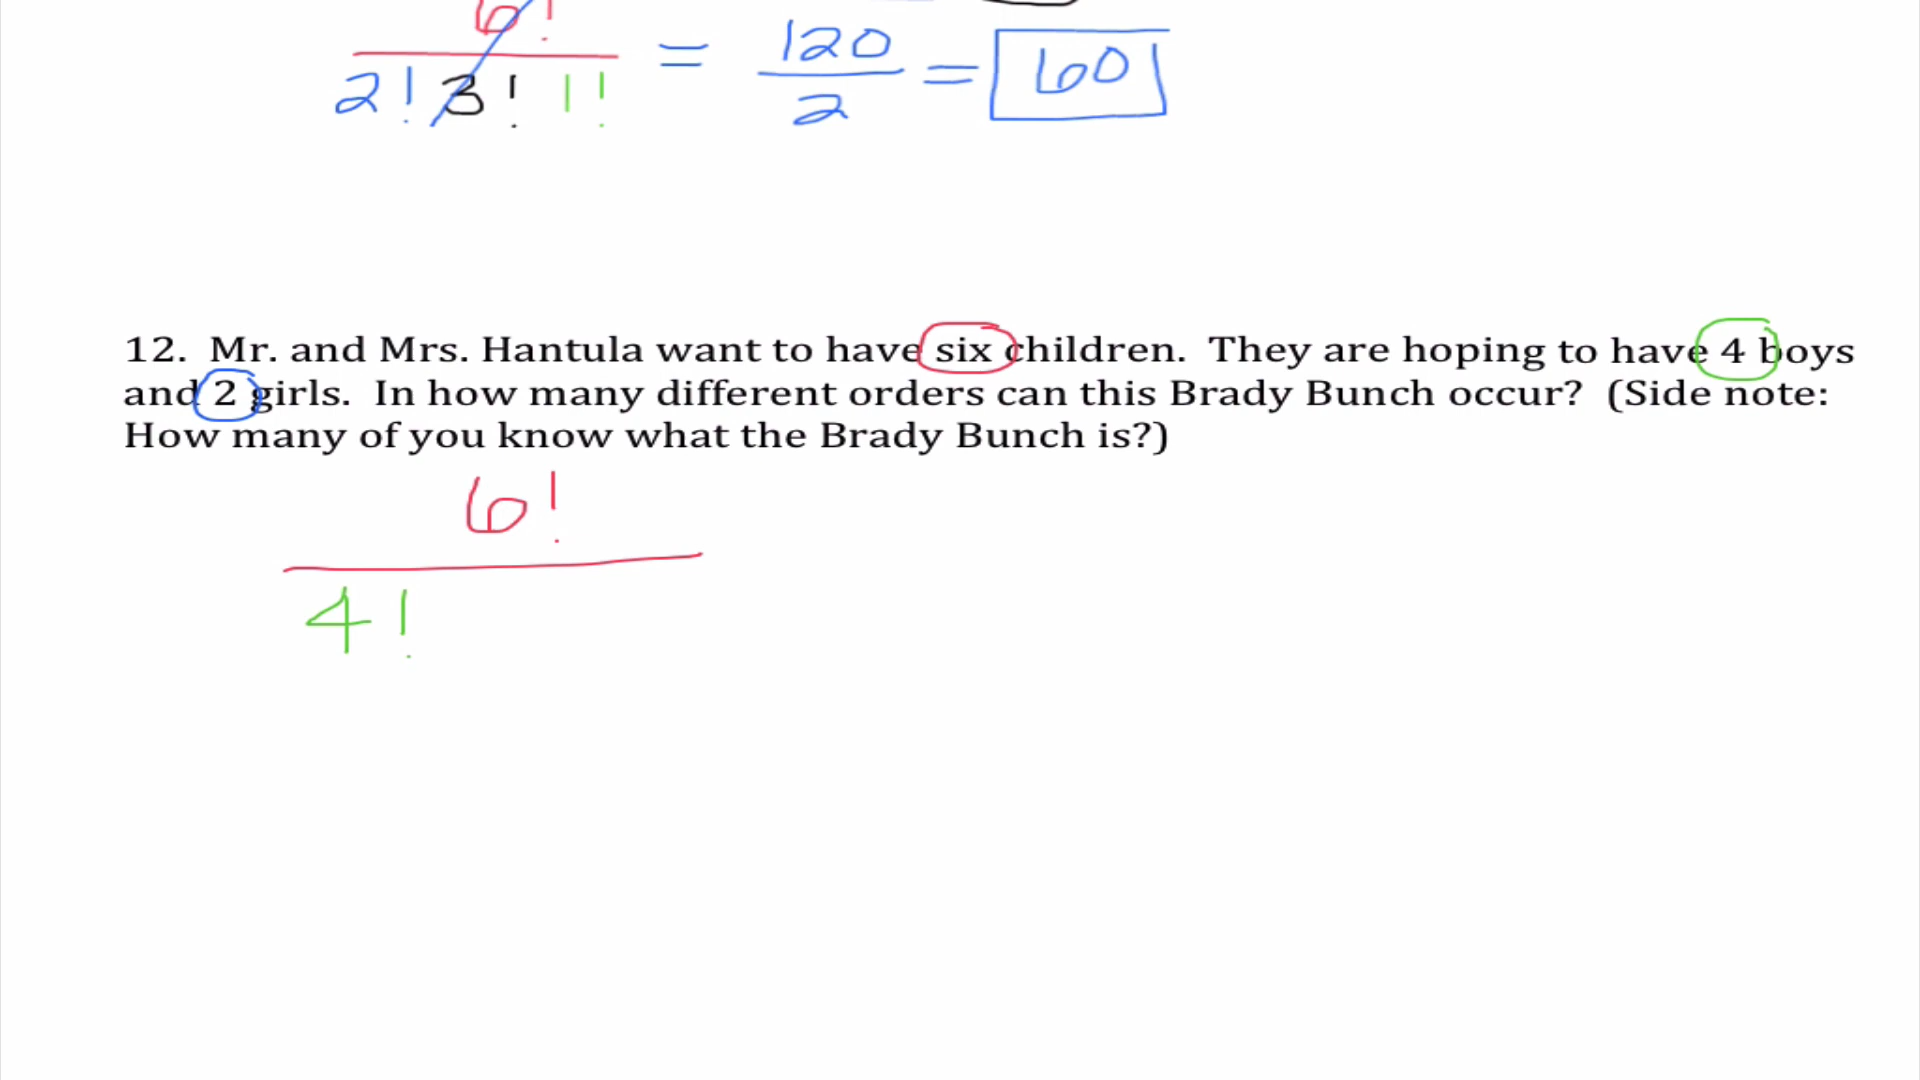 6!
2! 3! 1! = 120/2 = 60
12. Mr. and Mrs. Hantula want to have six children. They are hoping to have 4 boys
and 2 girls. In how many different orders can this Brady Bunch occur? (Side note:
How many of you know what the Brady Bunch is?)
6!
4!